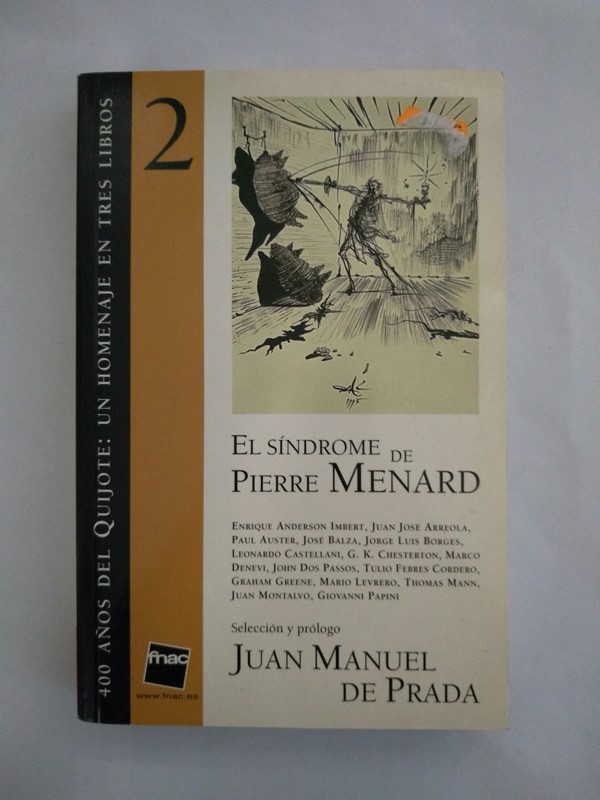 400 AÑOS DEL QUIJOTE: UN HOMENAJE EN TRES LIBROS
2
EL SÍNDROME DE
PIERRE MENARD
ENRIQUE ANDERSON IMBERT, JUAN JOSÉ ARREOLA,
PAUL AUSTER, JOSÉ BALZA, JORGE LUIS BORGES,
LEONARDO CASTELLANI, G. K. CHESTERTON, MARCO
DENEVI, JOHN DOS PASSOS, TULIO FEBRES CORDERO,
GRAHAM GREENE, MARIO LEVRERO, THOMAS MANN,
JUAN MONTALVO, GIOVANNI PAPINI
Selección y prólogo
JUAN MANUEL
DE PRADA
fnac
www.fnac.es